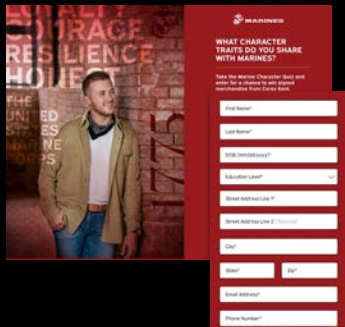 LOYALTY
COURAGE
RESILIENCE
HONEST
THE
UNITED
STATES
MARINE
CORPS
1775
MARINES
WHAT CHARACTER
TRAITS DO YOU SHARE
WITH MARINES?
Take the Marine Character Quiz and
enter for a chance to win signed
merchandise from Corey Kent.
First Name*
Last Name*
DOB (mm/dd/yyyy)*
Education Level*
Street Address Line 1*
Street Address Line 2 (Optional)
City*
State* Zip*
Email Address*
Phone Number*